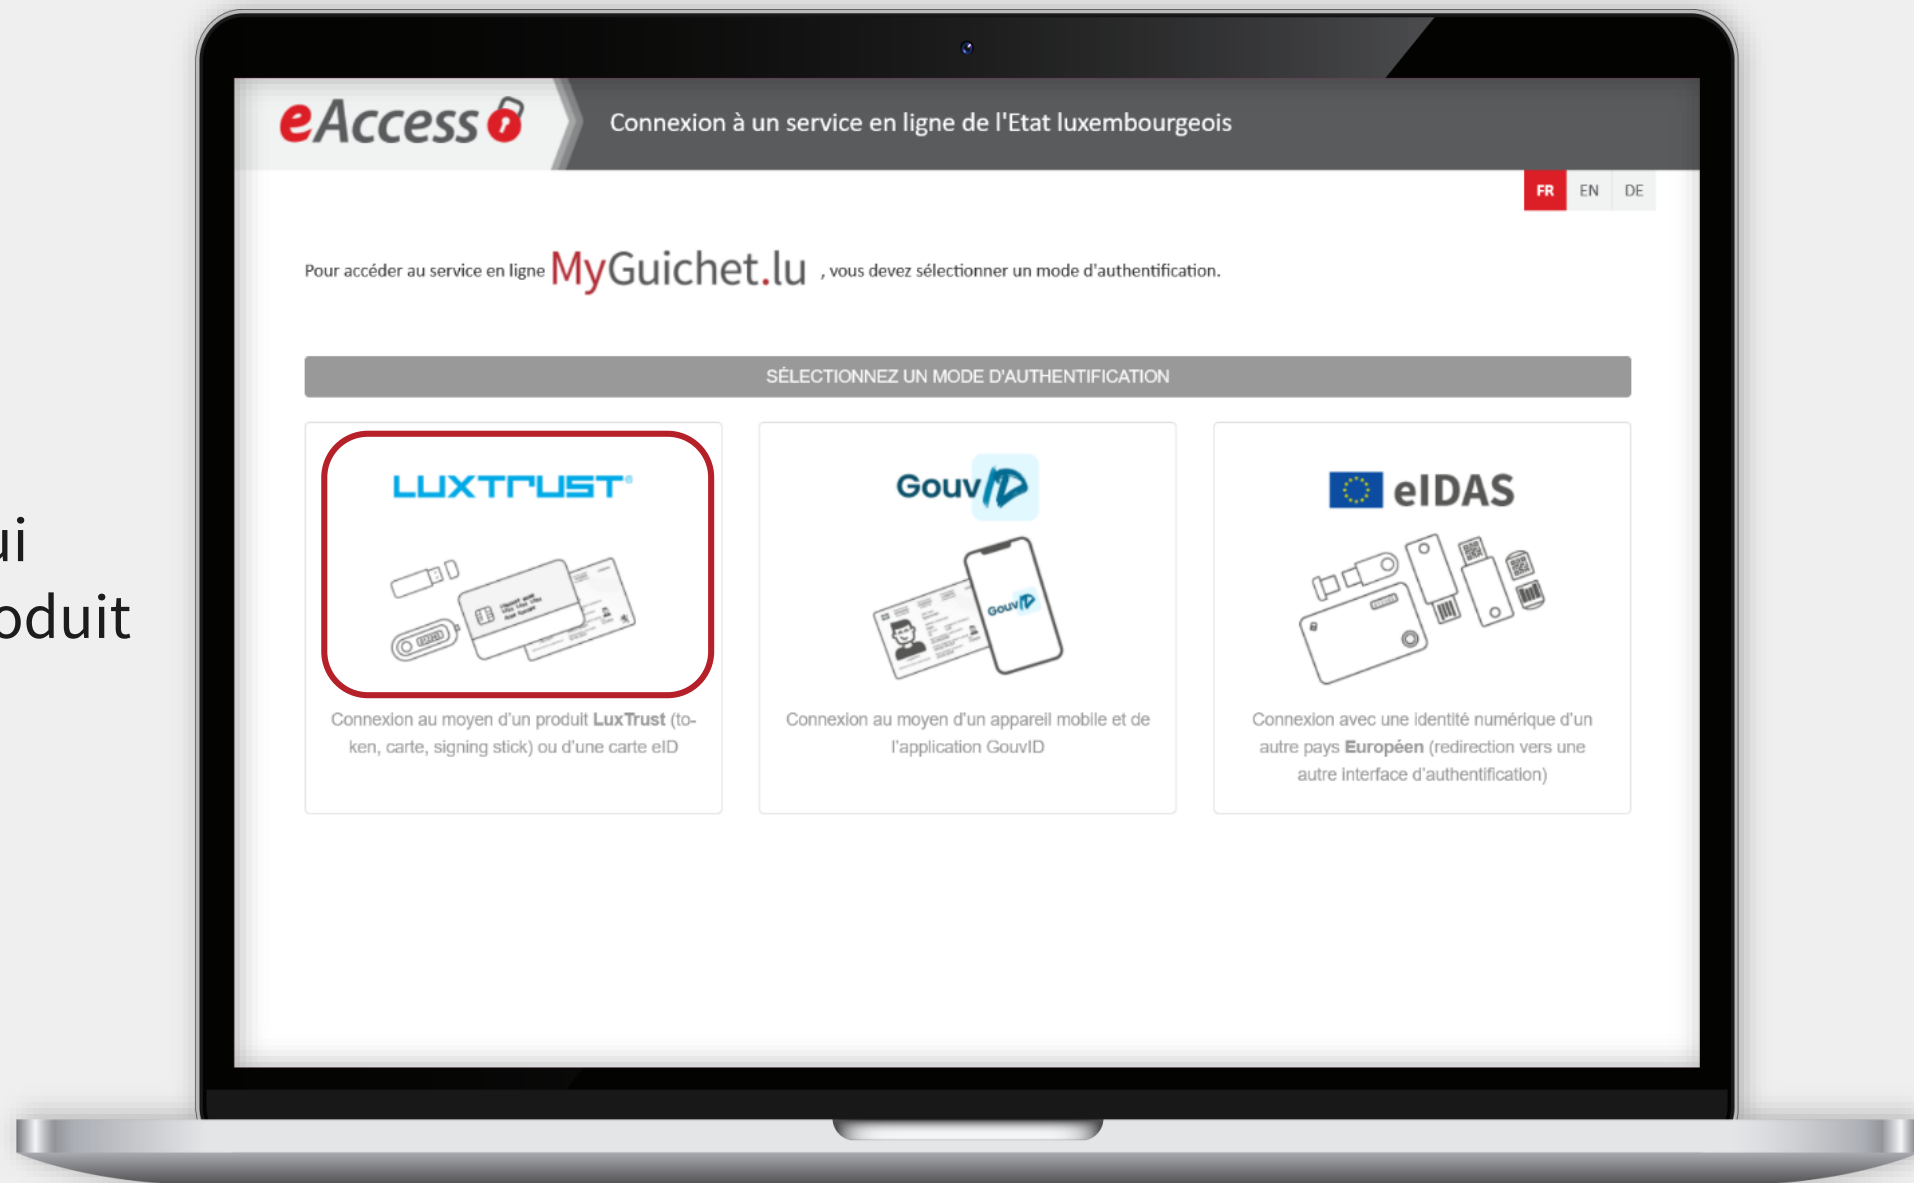 eAccess
Connexion à un service en ligne de l'Etat luxembourgeois
FR EN DE
Pour accéder au service en ligne MyGuichet.lu , vous devez sélectionner un mode d'authentification.
SÉLECTIONNEZ UN MODE D'AUTHENTIFICATION
LUXTRUST®
Connexion au moyen d'un produit LuxTrust (to-
ken, carte, signing stick) ou d'une carte eID
GouvID
GouvID
Connexion au moyen d'un appareil mobile et de
l'application GouvID
eIDAS
Connexion avec une identité numérique d'un
autre pays Européen (redirection vers une
autre interface d'authentification)
ui
oduit